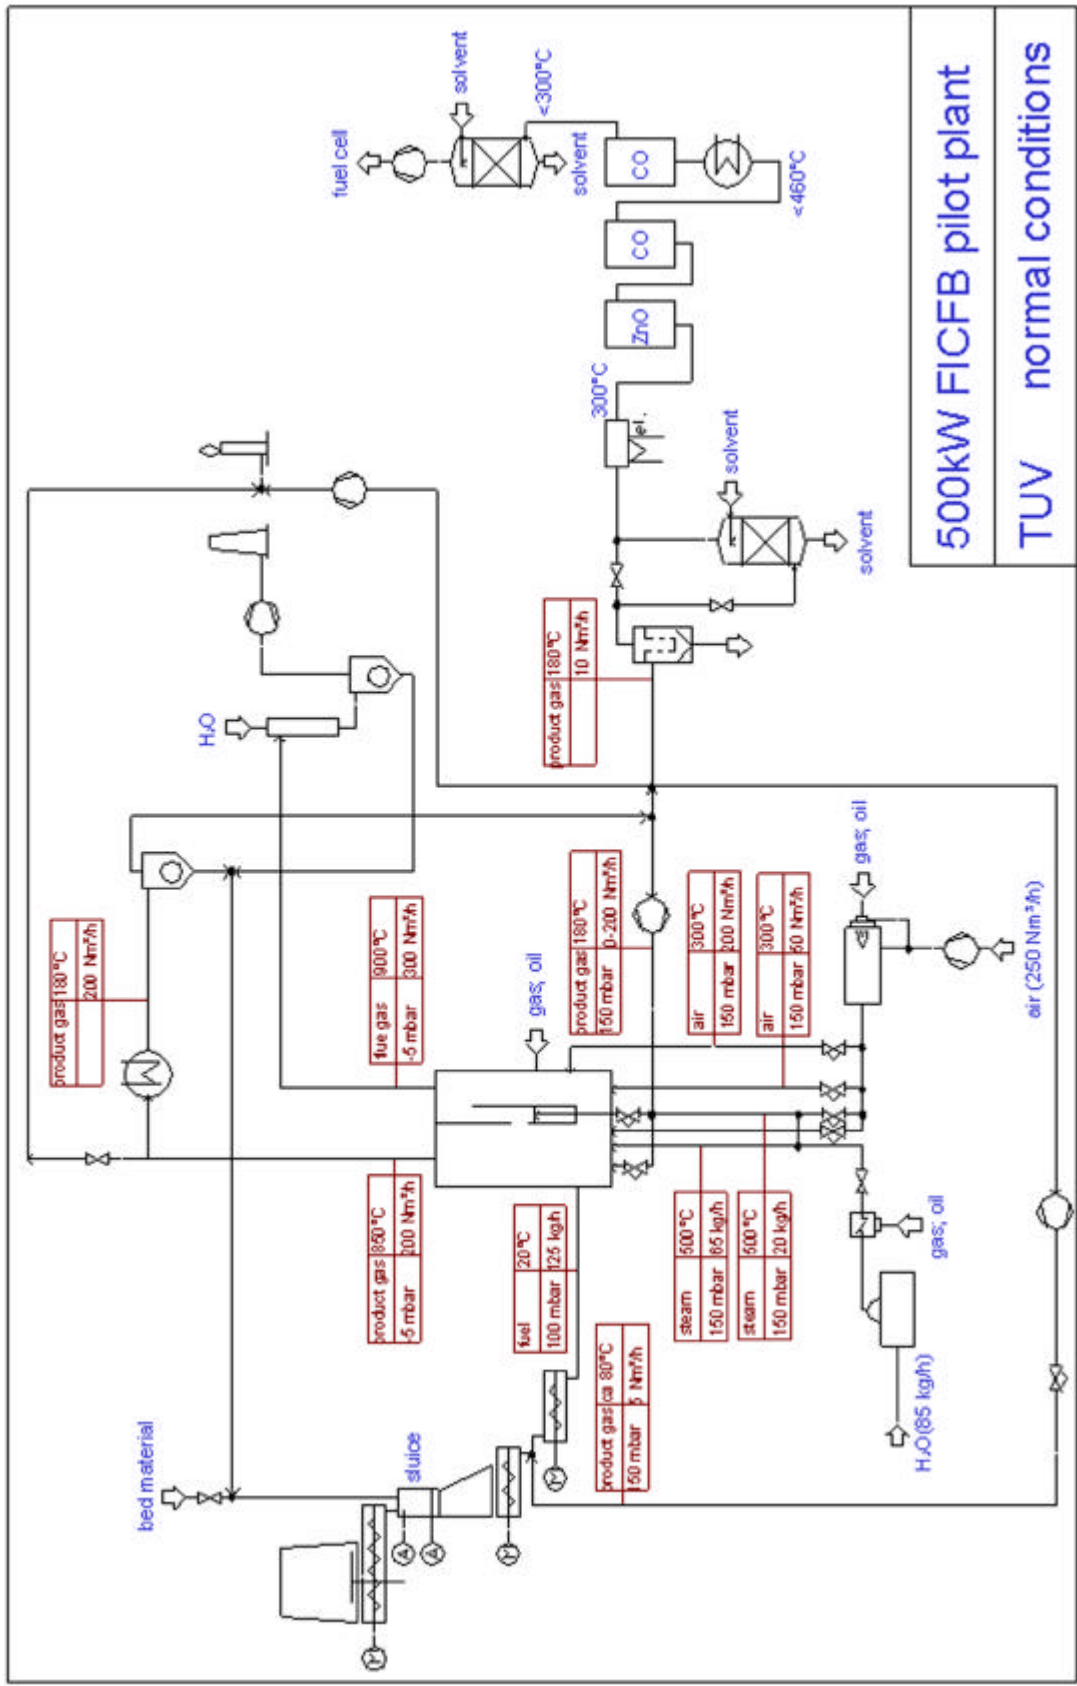 bed material
product gas 180°C
200 Nm³/h
H₂O
fuel cell
solvent
sluice
product gas 850°C
-5 mbar 200 Nm³/h
flue gas 900°C
-5 mbar 300 Nm³/h
<300°C
fuel 20°C
100 mbar 125 kg/h
gas; oil
product gas 180°C
10 Nm³/h
solvent
product gas ca 80°C
150 mbar 5 Nm³/h
product gas 180°C
150 mbar 0-200 Nm³/h
300°C
el.
ZnO
CO
CO
steam 500°C
150 mbar 65 kg/h
air 300°C
150 mbar 200 Nm³/h
solvent
steam 500°C
150 mbar 20 kg/h
air 300°C
150 mbar 50 Nm³/h
<460°C
gas; oil
solvent
H₂O(85 kg/h)
gas; oil
air (250 Nm³/h)
A
A
500kW FICFB pilot plant
TUV normal conditions